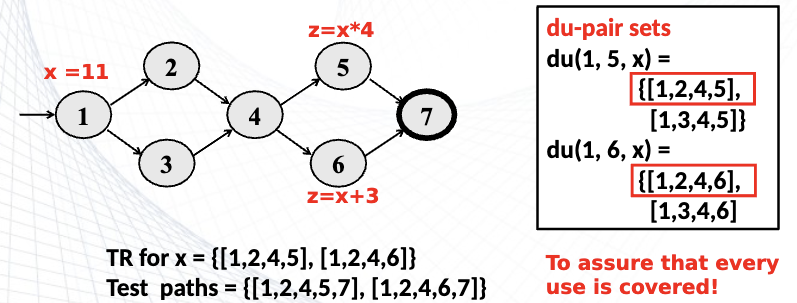 z=x*4
x =11
2
5
1
4
7
3
6
z=x+3
TR for x = {[1,2,4,5], [1,2,4,6]}
Test paths = {[1,2,4,5,7], [1,2,4,6,7]}
du-pair sets
du(1, 5, x) =
{[1,2,4,5],
[1,3,4,5]}
du(1, 6, x) =
{[1,2,4,6],
[1,3,4,6]
To assure that every
use is covered!